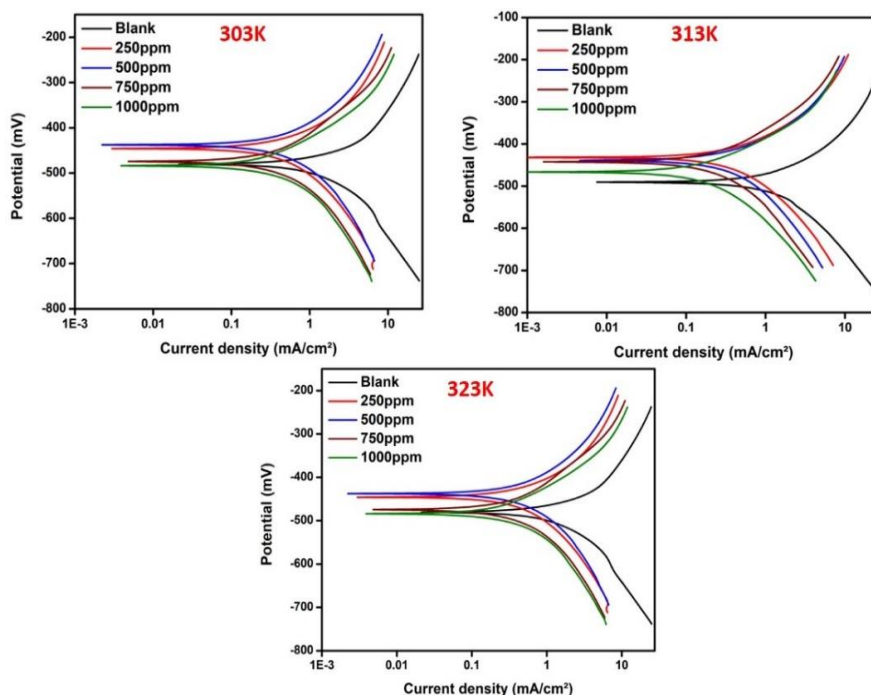 303K
Blank
250ppm
500ppm
750ppm
1000ppm
-200
-300
-400
-500
-600
-700
-800
Potential (mV)
1E-3 0.01 0.1 1 10
Current density (mA/cm²)
313K
Blank
250ppm
500ppm
750ppm
1000ppm
-100
-200
-300
-400
-500
-600
-700
-800
Potential (mV)
1E-3 0.01 0.1 1 10
Current density (mA/cm²)
323K
Blank
250ppm
500ppm
750ppm
1000ppm
-200
-300
-400
-500
-600
-700
-800
Potential (mV)
1E-3 0.01 0.1 1 10
Current density (mA/cm²)